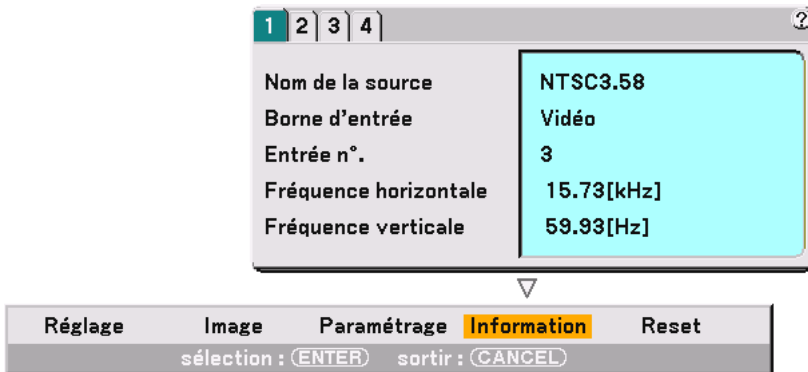 1 2 3 4 ?
Nom de la source NTSC3.58
Borne d'entrée Vidéo
Entrée n°. 3
Fréquence horizontale 15.73[kHz]
Fréquence verticale 59.93[Hz]
Réglage Image Paramétrage Information Reset
sélection : ENTER sortir : CANCEL